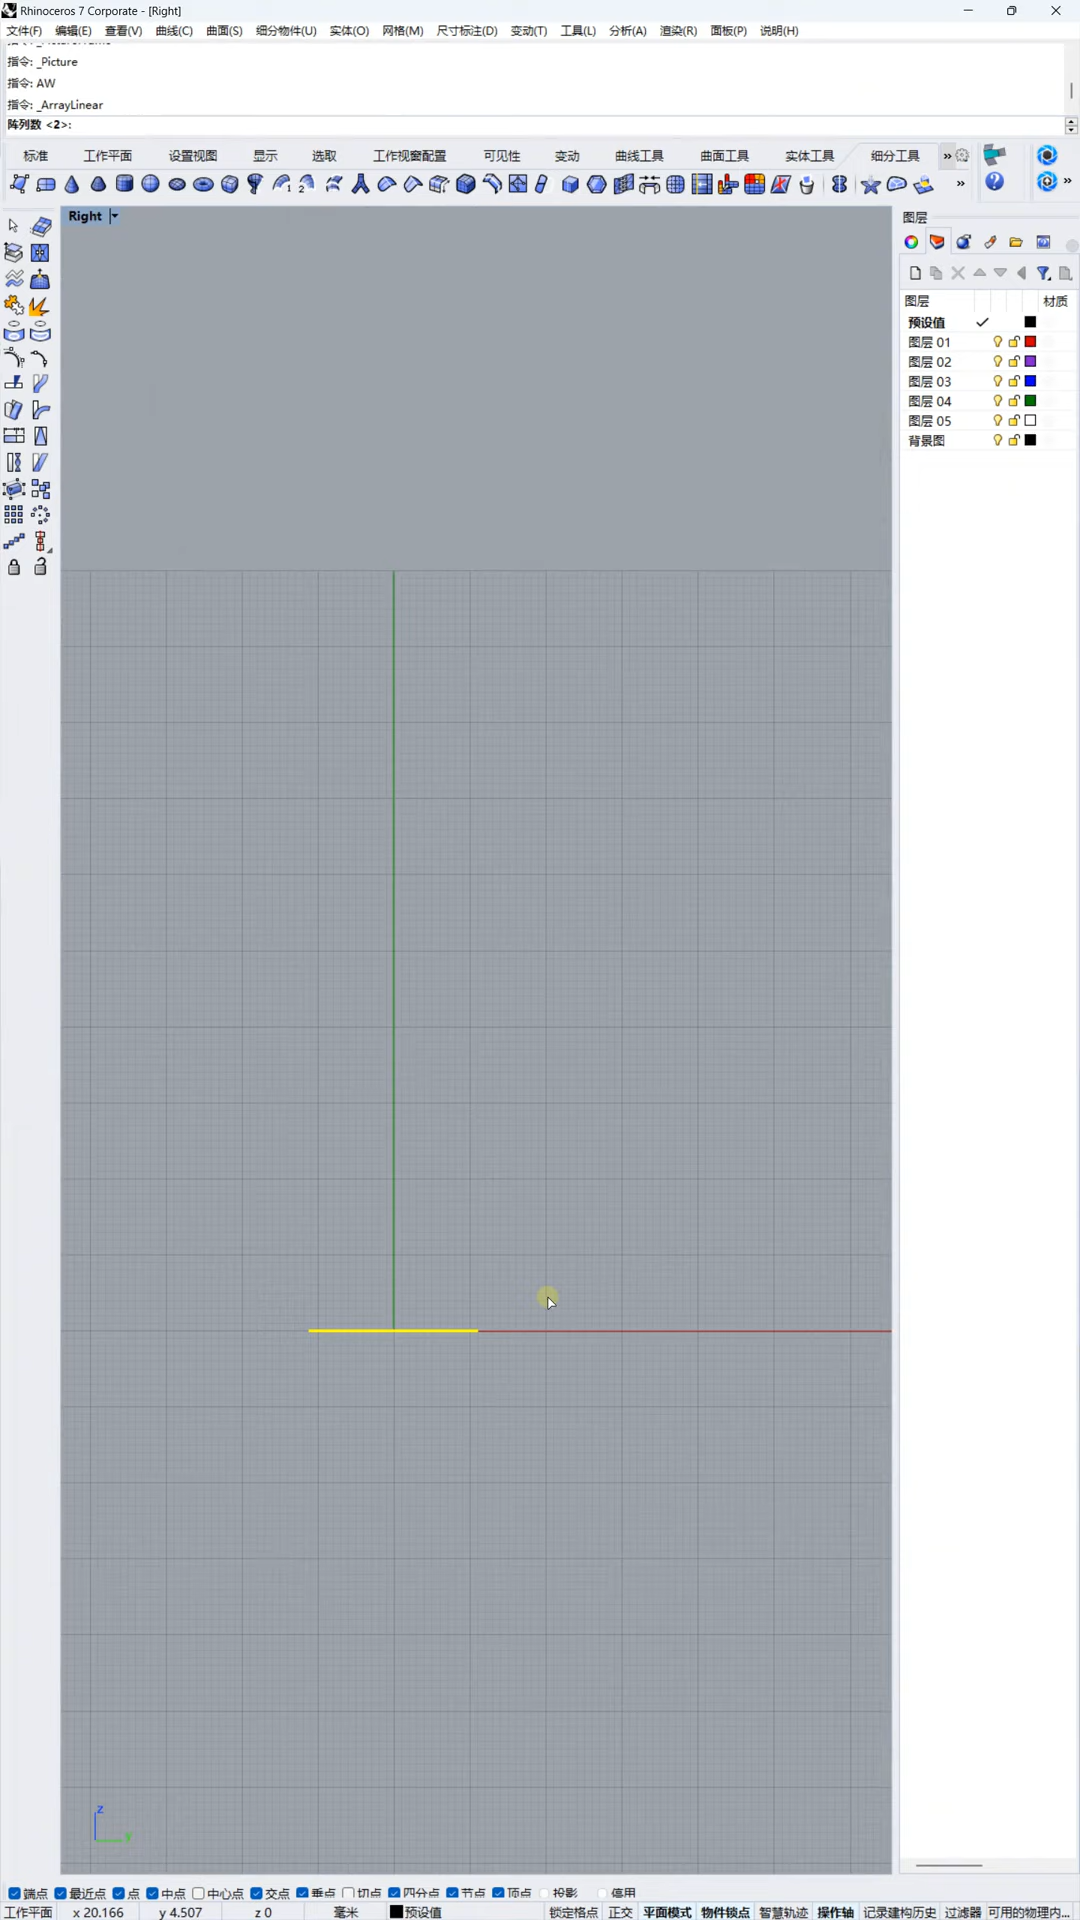 Rhinoceros 7 Corporate - [Right]
文件(F) 编辑(E) 查看(V) 曲线(C) 曲面(S) 细分物件(U) 实体(O) 网格(M) 尺寸标注(D) 变动(T) 工具(L) 分析(A) 渲染(R) 面板(P) 说明(H)
指令: _Picture
指令: AW
指令: _ArrayLinear
阵列数 <2>:
标准 工作平面 设置视图 显示 选取 工作视窗配置 可见性 变动 曲线工具 曲面工具 实体工具 细分工具 »
Right
图层
图层 材质
预设值
图层 01
图层 02
图层 03
图层 04
图层 05
背景图
z
y
端点 最近点 点 中点 中心点 交点 垂点 切点 四分点 节点 顶点 投影 停用
工作平面 x 20.166 y 4.507 z 0 毫米 预设值 锁定格点 正交 平面模式 物件锁点 智慧轨迹 操作轴 记录建构历史 过滤器 可用的物理内...